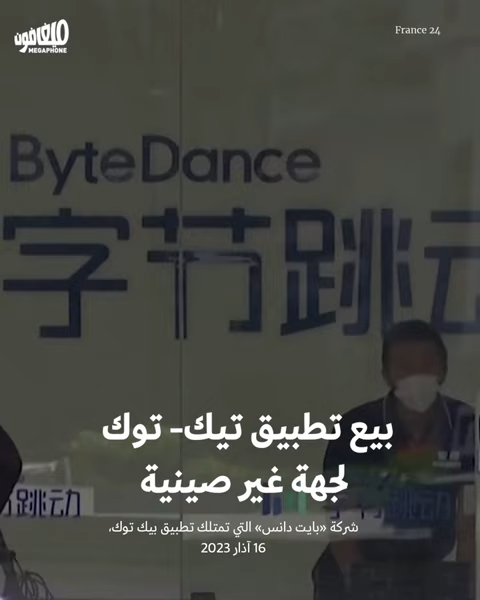 ميغافون
MEGAPHONE
France 24
ByteDance
字节跳动
بيع تطبيق تيك- توك
لجهة غير صينية
节跳动
شركة «بايت دانس» التي تمتلك تطبيق بيك توك،
16 آذار 2023